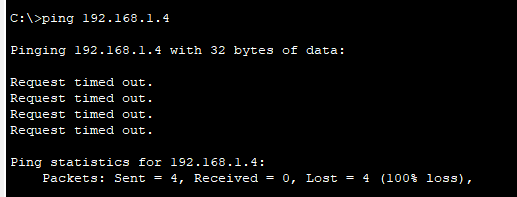 C:\>ping 192.168.1.4
Pinging 192.168.1.4 with 32 bytes of data:
Request timed out.
Request timed out.
Request timed out.
Request timed out.
Ping statistics for 192.168.1.4:
    Packets: Sent = 4, Received = 0, Lost = 4 (100% loss),